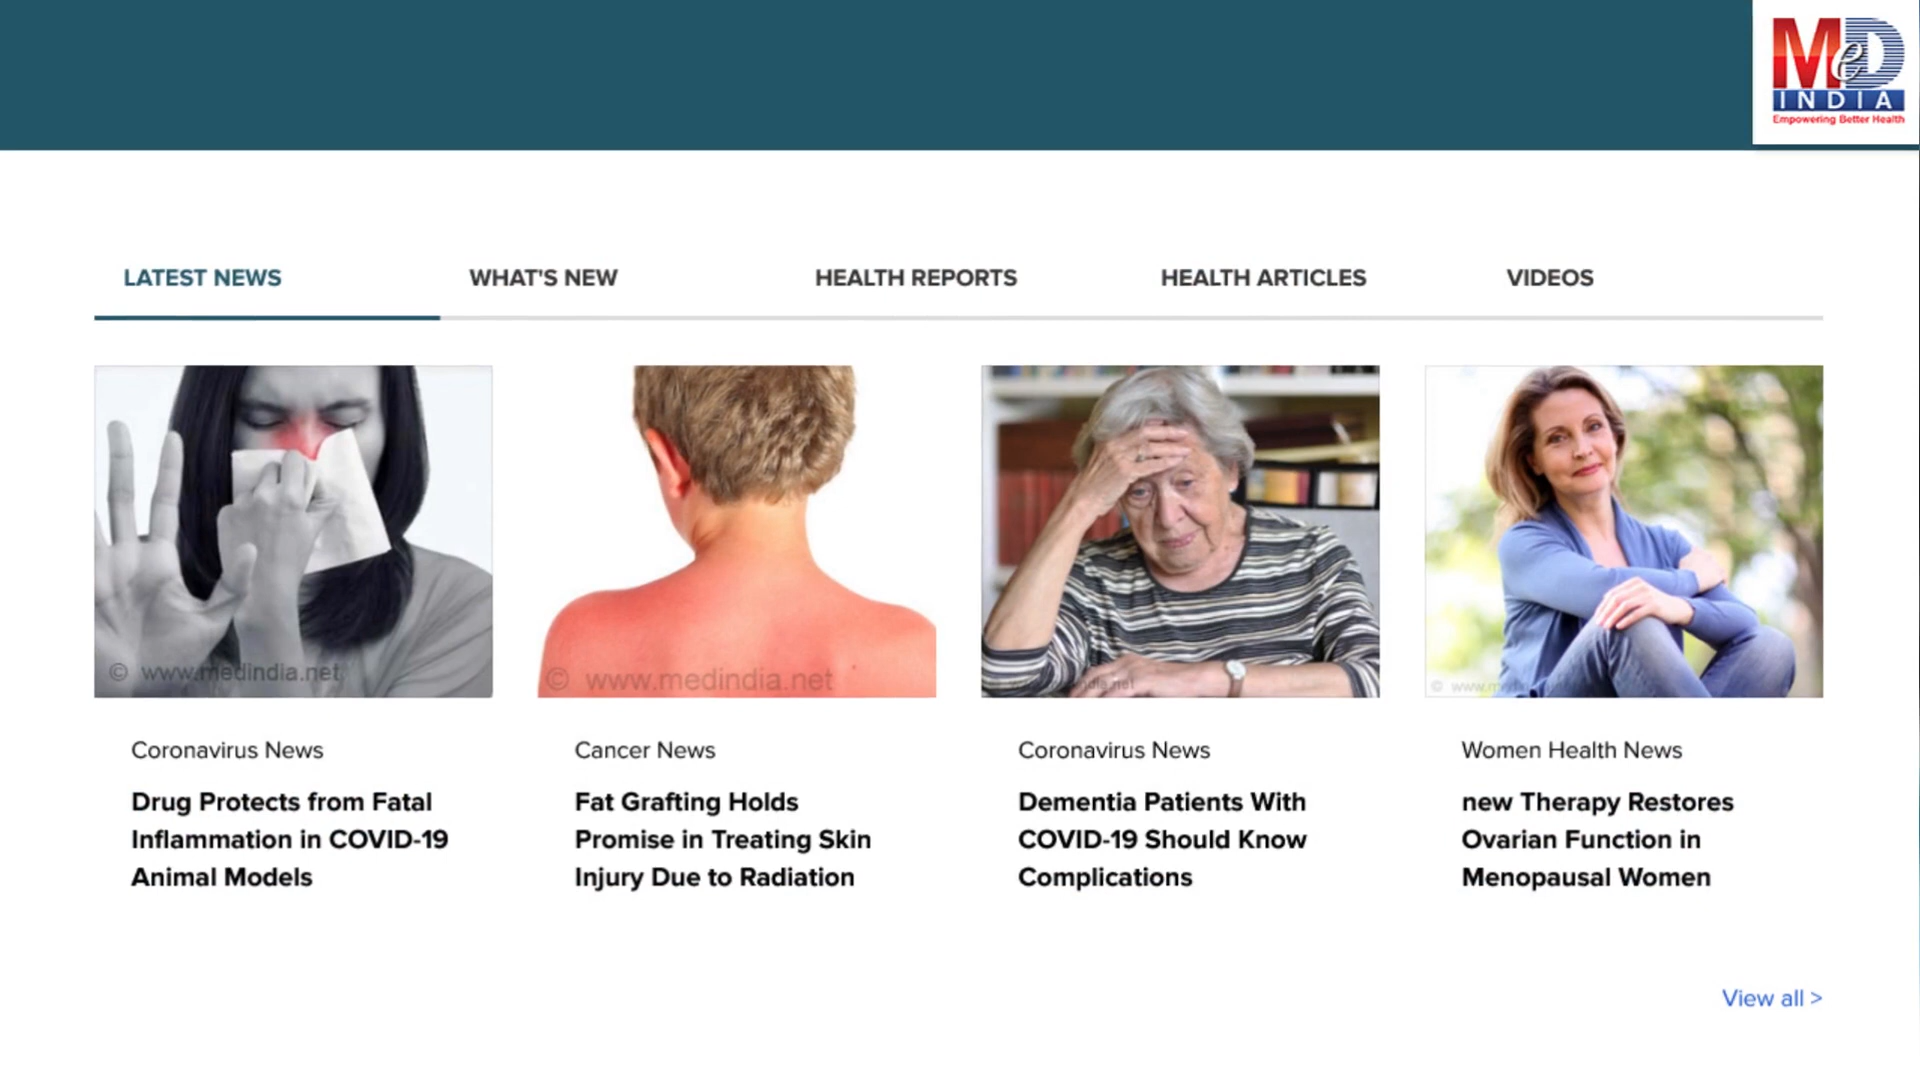 MeD
INDIA
Empowering Better Health
LATEST NEWS
WHAT'S NEW
HEALTH REPORTS
HEALTH ARTICLES
VIDEOS
© www.medindia.net
© www.medindia.net
dia.net
© www.m
Coronavirus News
Drug Protects from Fatal
Inflammation in COVID-19
Animal Models
Cancer News
Fat Grafting Holds
Promise in Treating Skin
Injury Due to Radiation
Coronavirus News
Dementia Patients With
COVID-19 Should Know
Complications
Women Health News
new Therapy Restores
Ovarian Function in
Menopausal Women
View all >